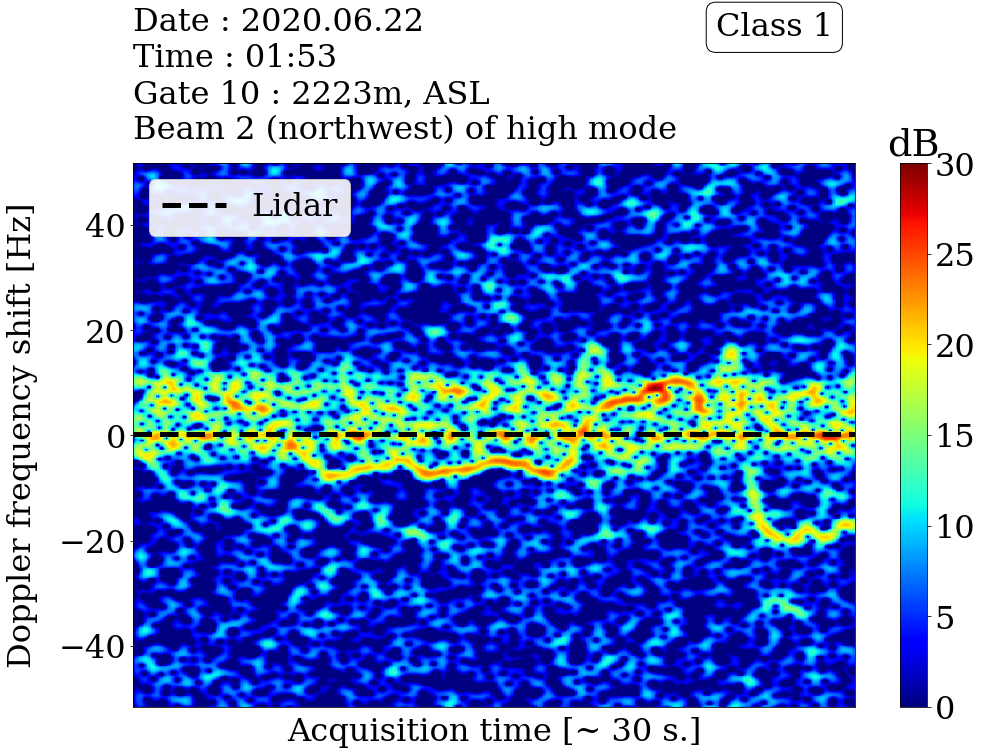 Date : 2020.06.22
Time : 01:53
Gate 10 : 2223m, ASL
Beam 2 (northwest) of high mode
Class 1
dB
Lidar
Doppler frequency shift [Hz]
40
20
0
−20
−40
30
25
20
15
10
5
0
Acquisition time [~ 30 s.]